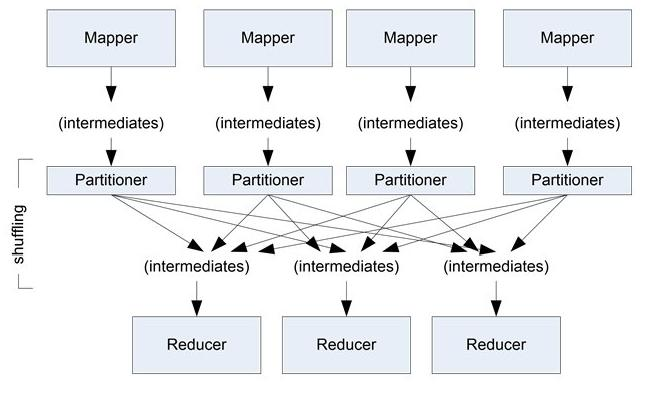 Mapper Mapper Mapper Mapper
(intermediates) (intermediates) (intermediates) (intermediates)
Partitioner Partitioner Partitioner Partitioner
shuffling
(intermediates) (intermediates) (intermediates)
Reducer Reducer Reducer